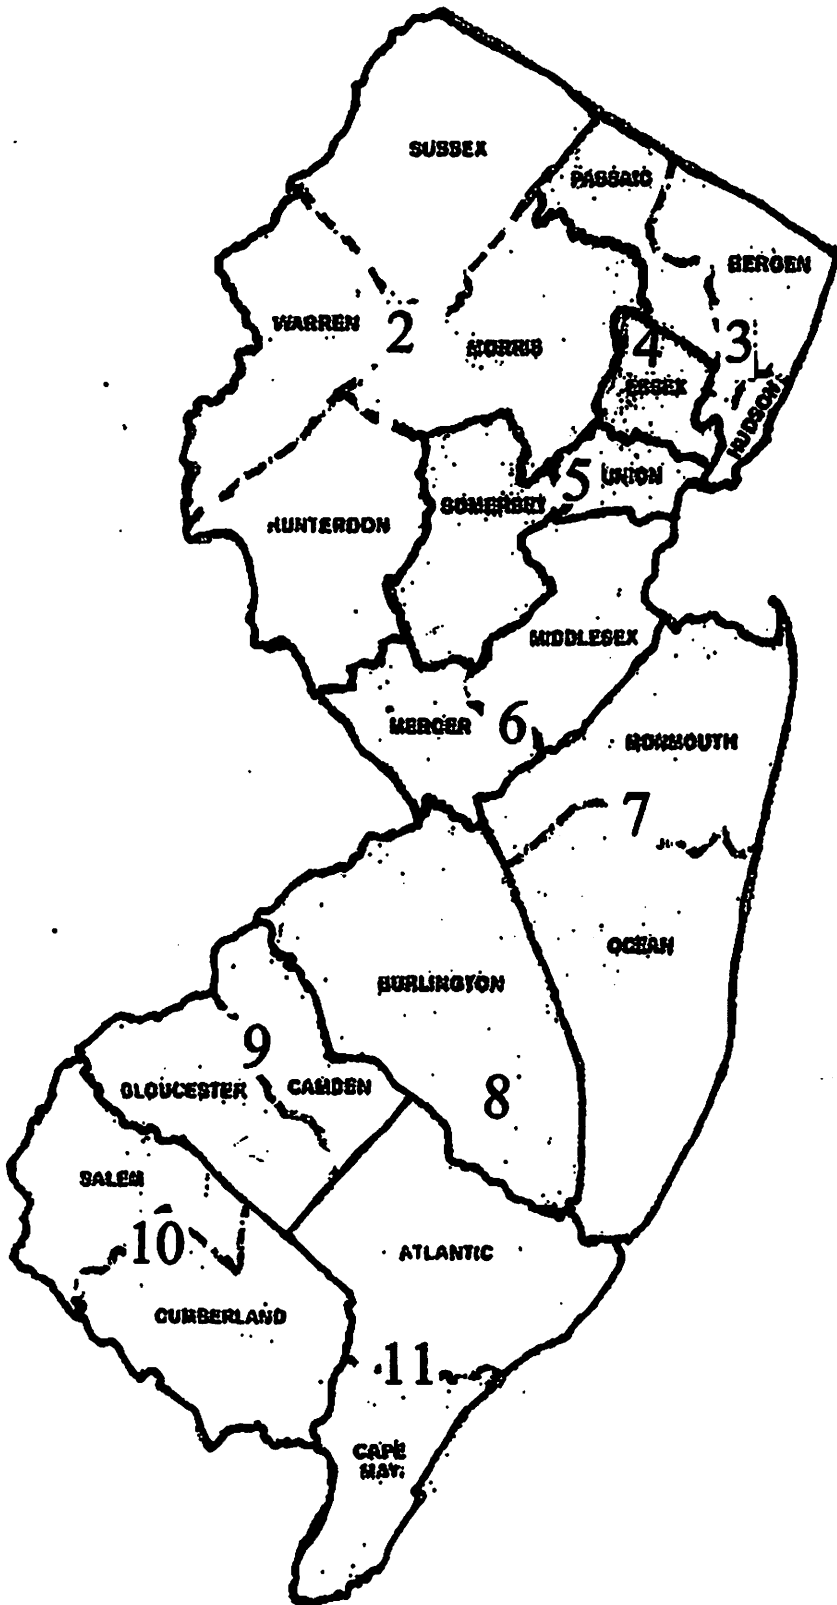 SUSSEX
PASSAIC
BERGEN
WARREN
2
MORRIS
4
3
ESSEX
HUDSON
5
UNION
SOMERSET
HUNTERDON
MIDDLESEX
MERCER
6
MONMOUTH
7
OCEAN
BURLINGTON
9
GLOUCESTER
CAMDEN
8
SALEM
10
ATLANTIC
CUMBERLAND
11
CAPE
MAY